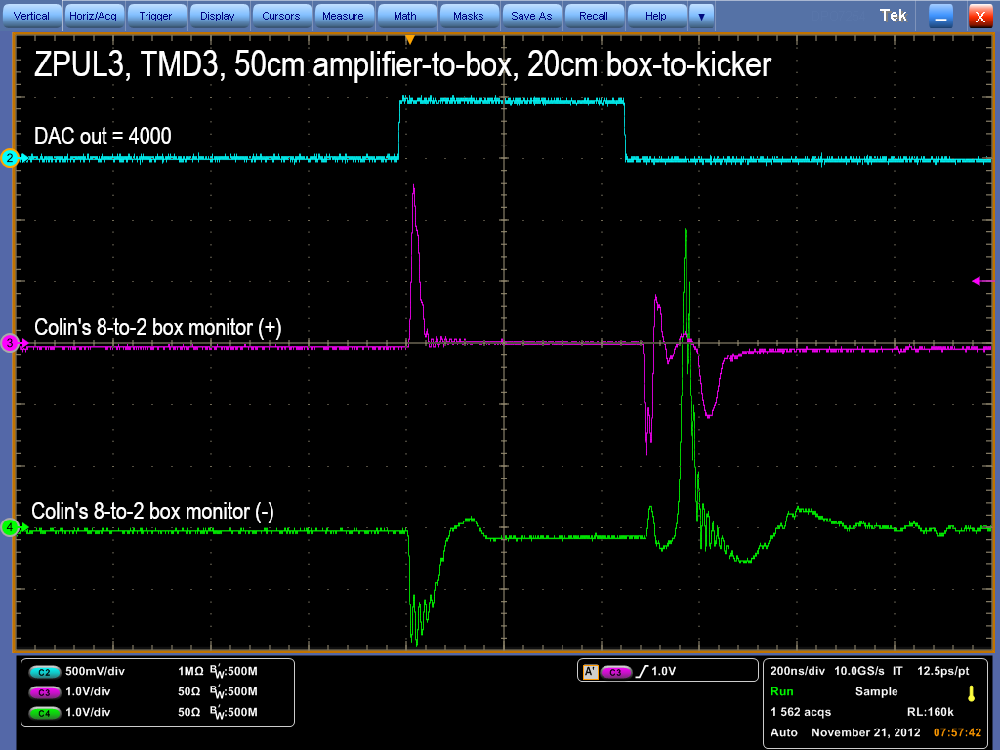 Vertical Horiz/Acq Trigger Display Cursors Measure Math Masks Save As Recall Help Tek X
ZPUL3, TMD3, 50cm amplifier-to-box, 20cm box-to-kicker
DAC out = 4000
2
Colin's 8-to-2 box monitor (+)
3
Colin's 8-to-2 box monitor (-)
4
C2 500mV/div 1MΩ BW:500M
C3 1.0V/div 50Ω BW:500M
C4 1.0V/div 50Ω BW:500M
A' C3 1.0V
200ns/div 10.0GS/s IT 12.5ps/pt
Run Sample
1 562 acqs RL:160k
Auto November 21, 2012 07:57:42